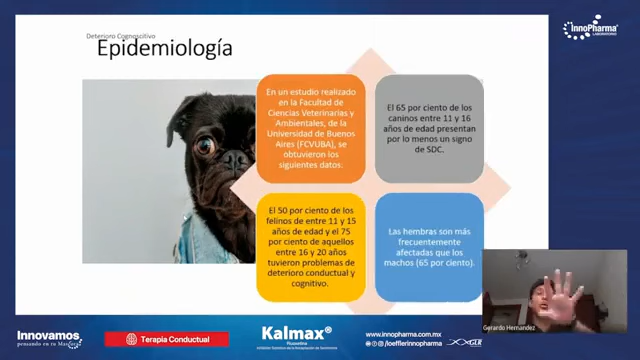 Deterioro Cognoscitivo
Epidemiología
InnoPharma
LABORATORIO
En un estudio realizado
en la Facultad de
Ciencias Veterinarias y
Ambientales, de la
Universidad de Buenos
Aires (FCVUBA), se
obtuvieron los
siguientes datos.
El 65 por ciento de los
caninos entre 11 y 16
años de edad presentan
por lo menos un signo
de SDC.
El 50 por ciento de los
felinos de entre 11 y 15
años de edad y el 75
por ciento de aquellos
entre 16 y 20 años
tuvieron problemas de
deterioro conductual y
cognitivo.
Las hembras son más
frecuentemente
afectadas que los
machos (65 por ciento).
Gerardo Hernandez
Innovamos
pensando en tu Mascota
Terapia Conductual
Kalmax®
Fluoxetina
www.innopharma.com.mx
/loefflerinnopharma